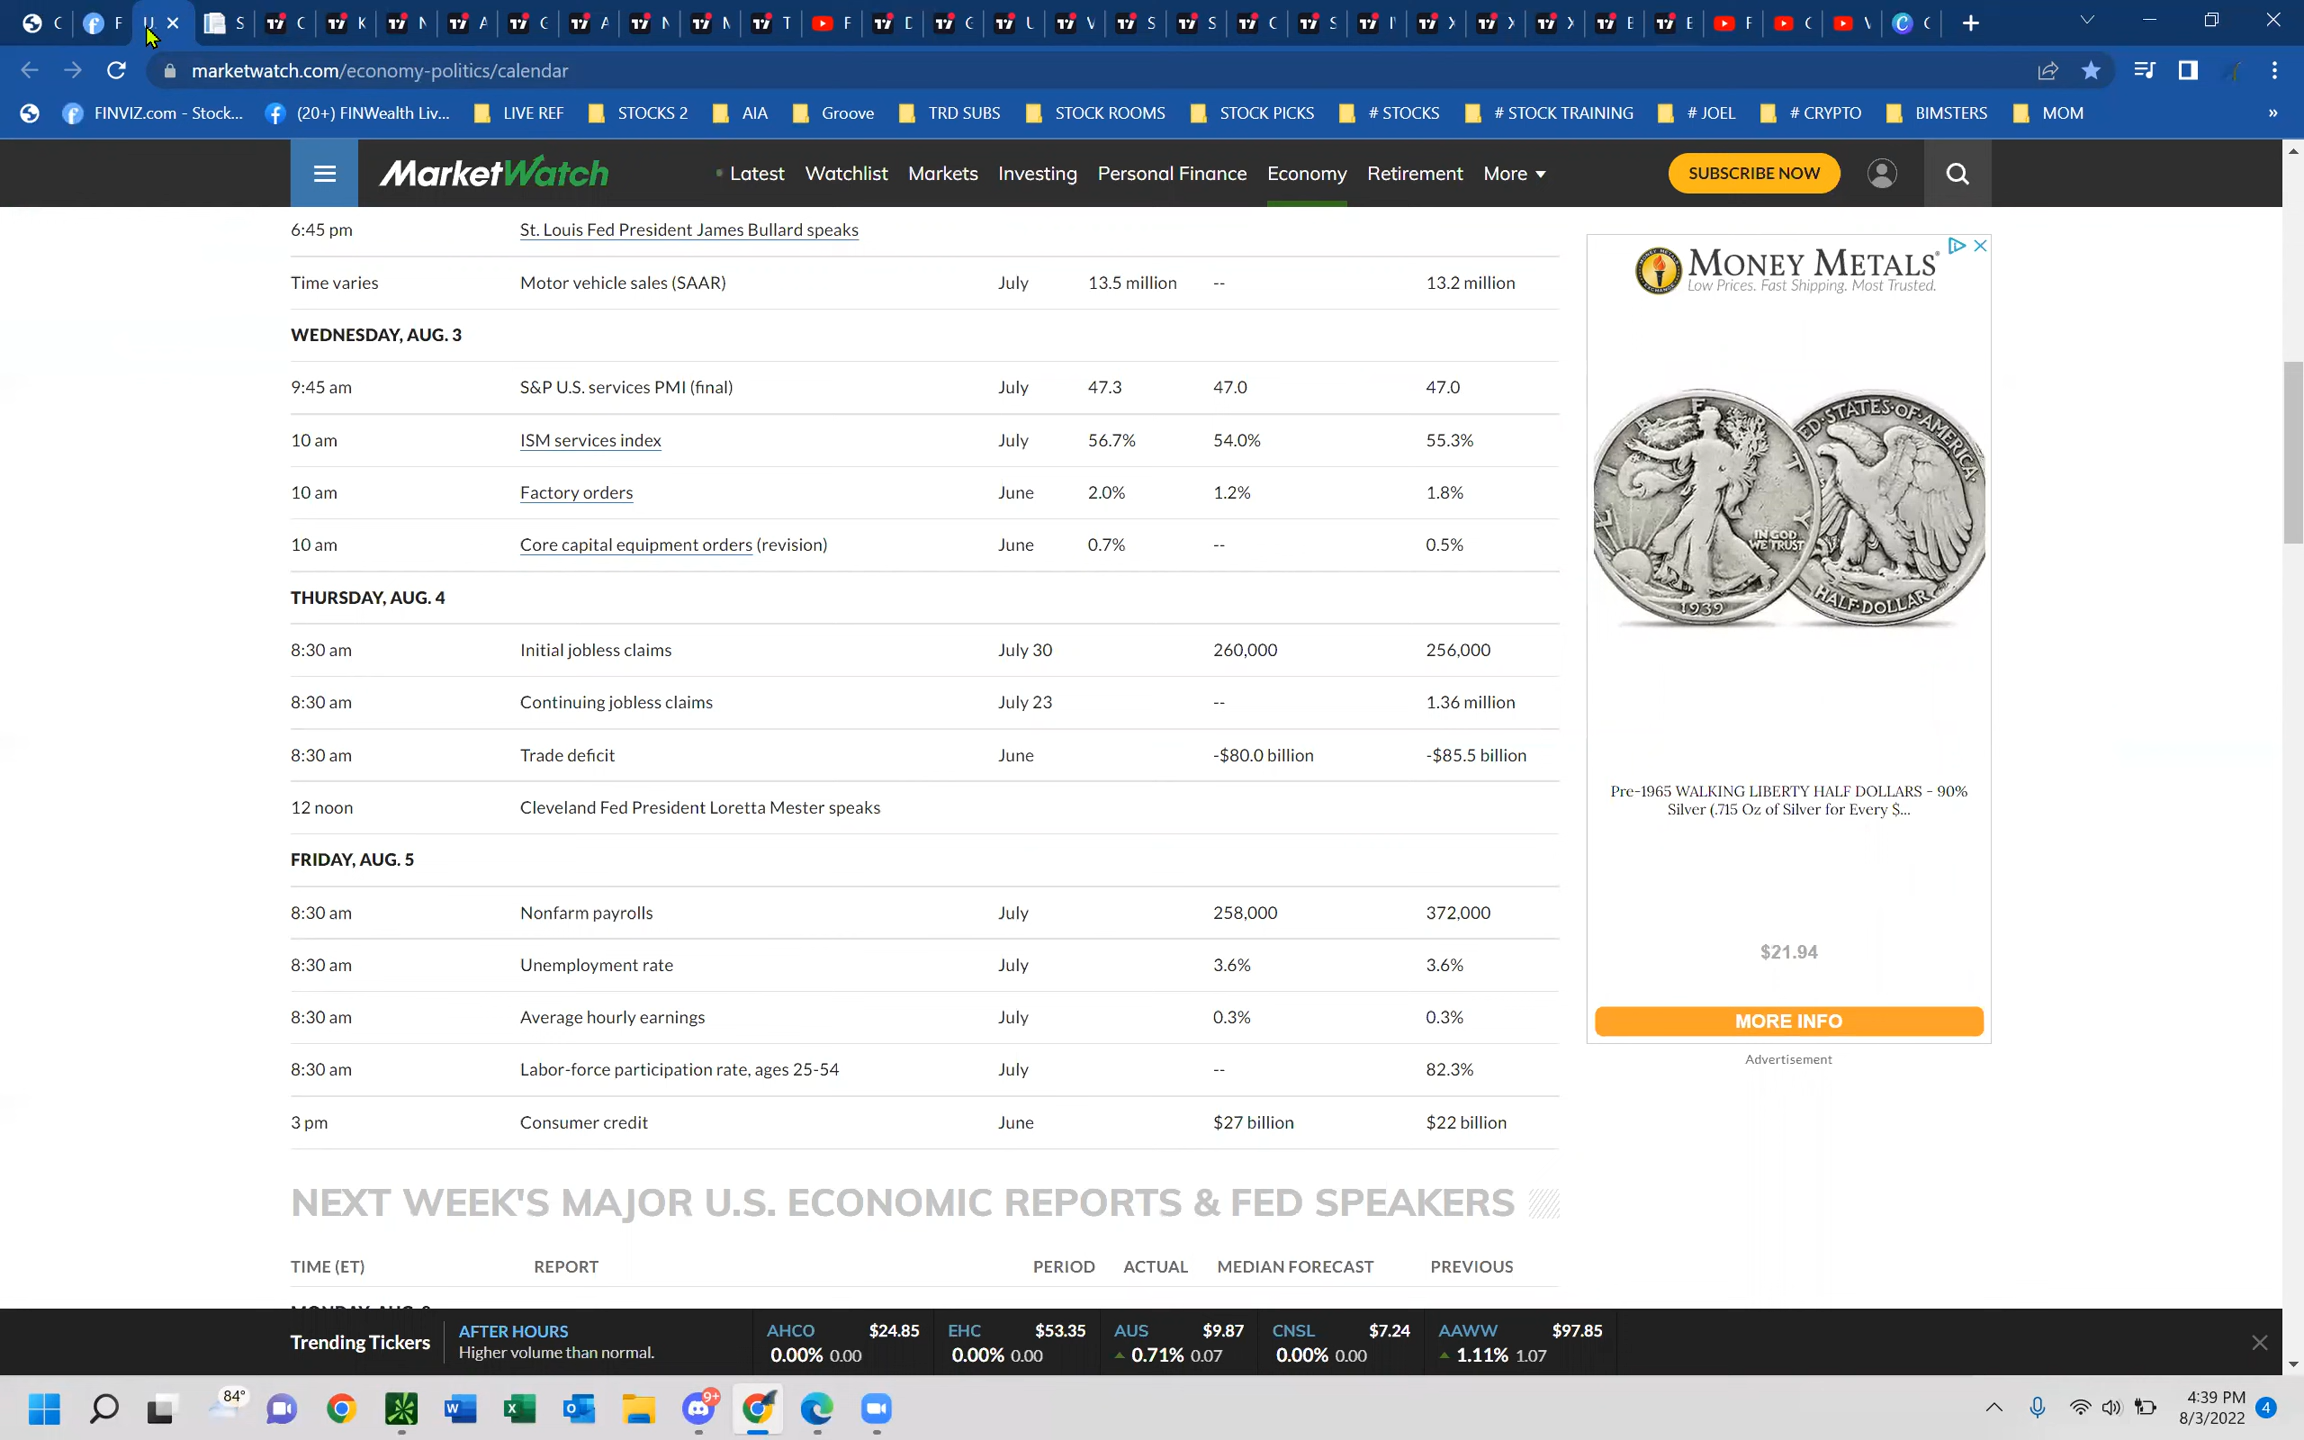 C F U S C K N A G A N M T F D G U V S S C S I\ X X X E E F C V C
marketwatch.com/economy-politics/calendar
FINVIZ.com - Stock... (20+) FINWealth Liv... LIVE REF STOCKS 2 AIA Groove TRD SUBS STOCK ROOMS STOCK PICKS # STOCKS # STOCK TRAINING # JOEL # CRYPTO BIMSTERS MOM »
MarketWatch Latest Watchlist Markets Investing Personal Finance Economy Retirement More SUBSCRIBE NOW
6:45 pm St. Louis Fed President James Bullard speaks
Time varies Motor vehicle sales (SAAR) July 13.5 million -- 13.2 million
WEDNESDAY, AUG. 3
9:45 am S&P U.S. services PMI (final) July 47.3 47.0 47.0
10 am ISM services index July 56.7% 54.0% 55.3%
10 am Factory orders June 2.0% 1.2% 1.8%
10 am Core capital equipment orders (revision) June 0.7% -- 0.5%
THURSDAY, AUG. 4
8:30 am Initial jobless claims July 30 260,000 256,000
8:30 am Continuing jobless claims July 23 -- 1.36 million
8:30 am Trade deficit June -$80.0 billion -$85.5 billion
12 noon Cleveland Fed President Loretta Mester speaks
FRIDAY, AUG. 5
8:30 am Nonfarm payrolls July 258,000 372,000
8:30 am Unemployment rate July 3.6% 3.6%
8:30 am Average hourly earnings July 0.3% 0.3%
8:30 am Labor-force participation rate, ages 25-54 July -- 82.3%
3 pm Consumer credit June $27 billion $22 billion
NEXT WEEK'S MAJOR U.S. ECONOMIC REPORTS & FED SPEAKERS
TIME (ET) REPORT PERIOD ACTUAL MEDIAN FORECAST PREVIOUS
MONEY METALS
Low Prices. Fast Shipping. Most Trusted.
IN GOD
WE TRUST
1939
STATES·OF·AMERICA
HALF·DOLLAR
Pre-1965 WALKING LIBERTY HALF DOLLARS - 90%
Silver (.715 Oz of Silver for Every $...
$21.94
MORE INFO
Advertisement
Trending Tickers
AFTER HOURS
Higher volume than normal.
AHCO $24.85
0.00% 0.00
EHC $53.35
0.00% 0.00
AUS $9.87
0.71% 0.07
CNSL $7.24
0.00% 0.00
AAWW $97.85
1.11% 1.07
84°
9+
4:39 PM
8/3/2022
4